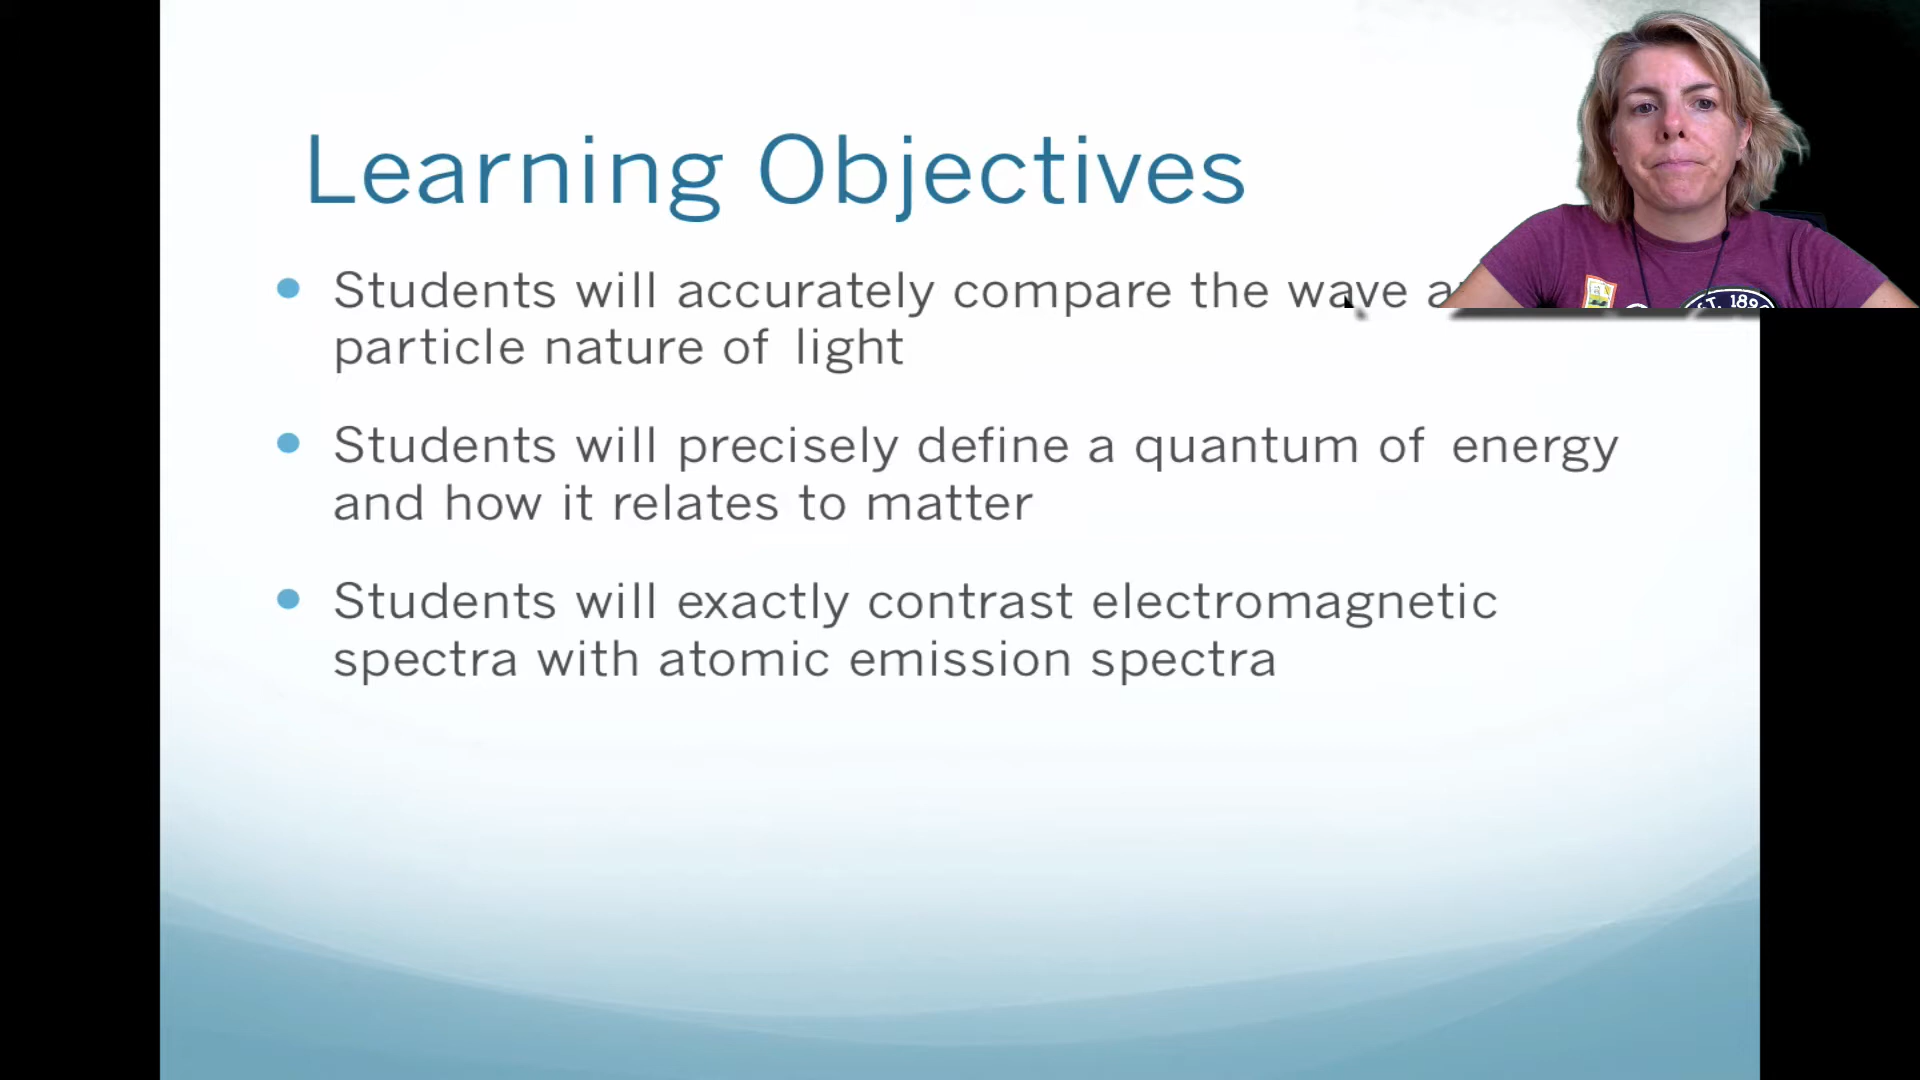 Learning Objectives
Students will accurately compare the wave
particle nature of light
Students will precisely define a quantum of energy
and how it relates to matter
Students will exactly contrast electromagnetic
spectra with atomic emission spectra